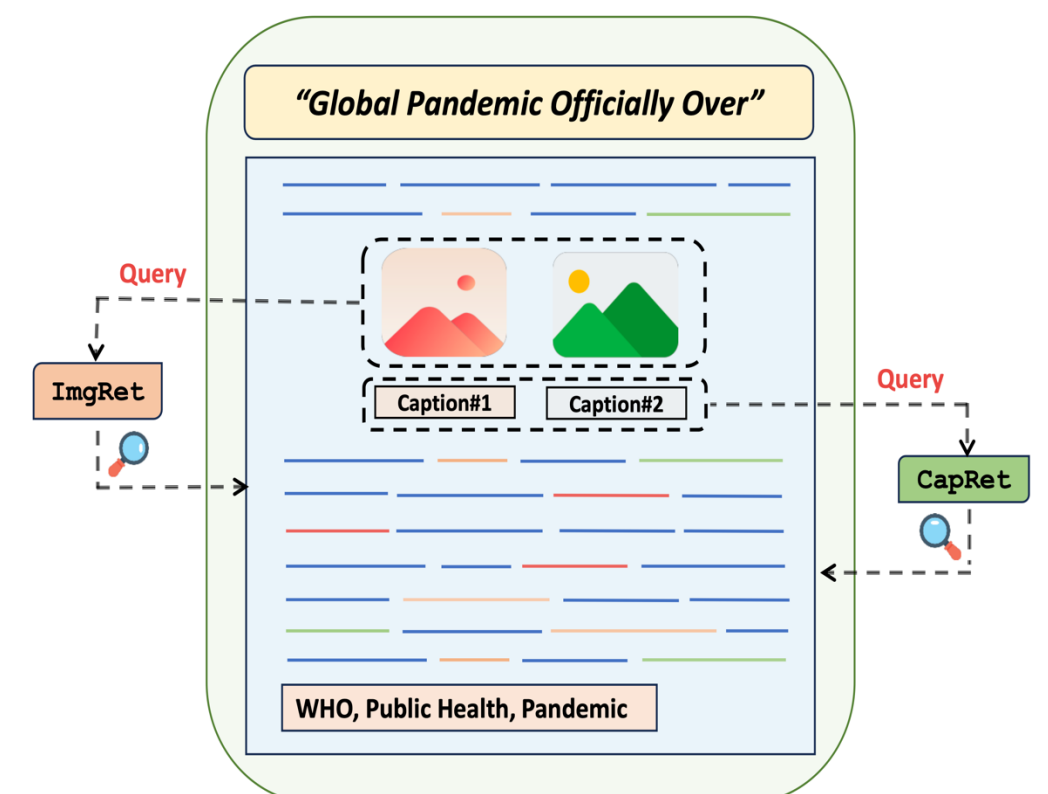 “Global Pandemic Officially Over”
Query
ImgRet
Caption#1
Caption#2
Query
CapRet
WHO, Public Health, Pandemic